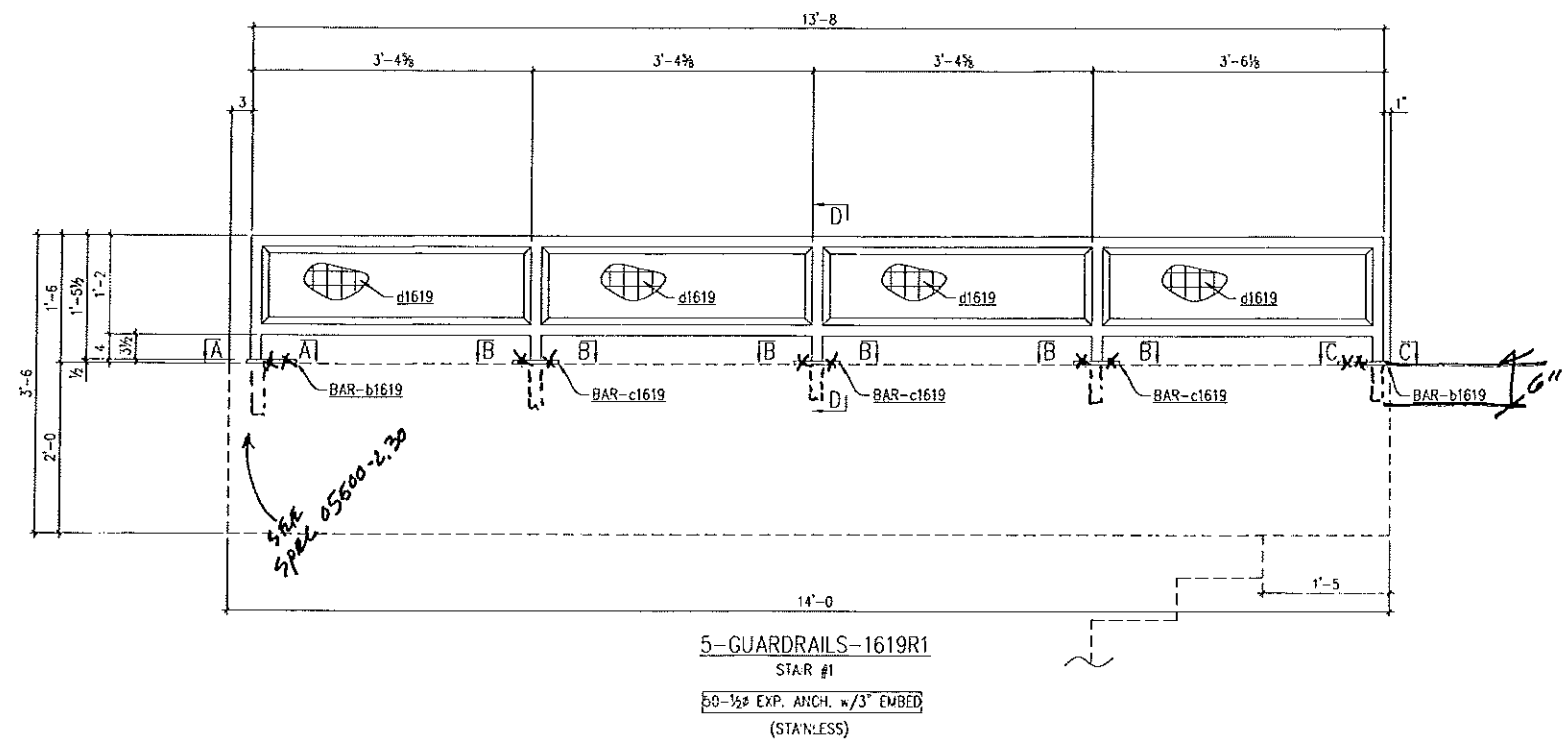 13'-8
3'-4⅝ 3'-4⅝ 3'-4⅝ 3'-6⅛
3 1"
D
d1619 d1619 d1619 d1619
3'-6 1'-6 1'-5½ 1'-2
½ 4 3½
A A B B B B B B C C
6"
BAR-b1619 BAR-c1619 BAR-c1619 BAR-c1619 BAR-b1619
D
2'-0
SEE
Spec 05500-2.30
1'-5
14'-0
5-GUARDRAILS-1619R1
STAIR #1
50-½ø EXP. ANCH. w/3" EMBED
(STAINLESS)